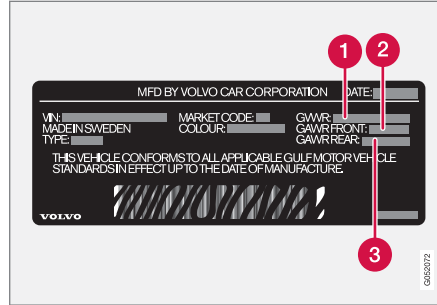 1
2
MFD BY VOLVO CAR CORPORATION DATE:
VIN: MARKET CODE: GVWR:
MADE IN SWEDEN COLOUR: GAWR FRONT:
TYPE: GAWR REAR:
THIS VEHICLE CONFORMS TO ALL APPLICABLE GULF MOTOR VEHICLE
STANDARDS IN EFFECT UP TO THE DATE OF MANUFACTURE.
VOLVO
3
G052072